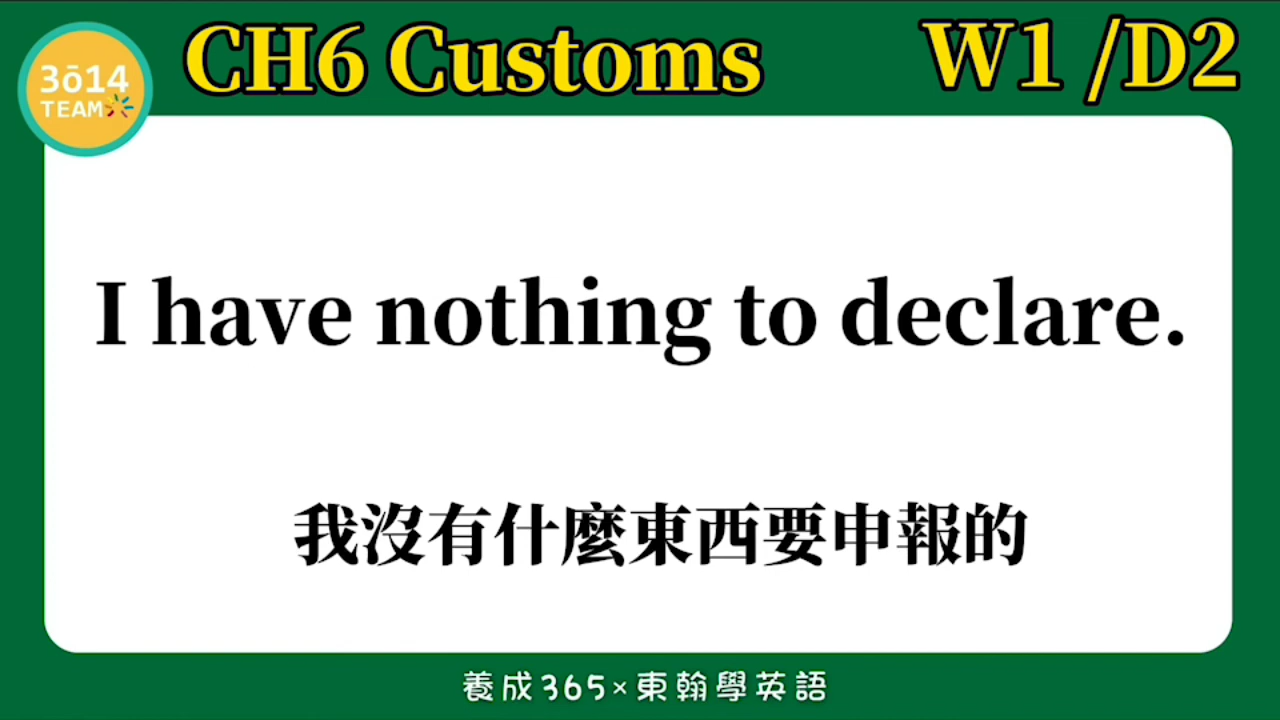 3ō14
TEAM
CH6 Customs
W1 /D2
I have nothing to declare.
我沒有什麼東西要申報的
養成365×東翰學英語